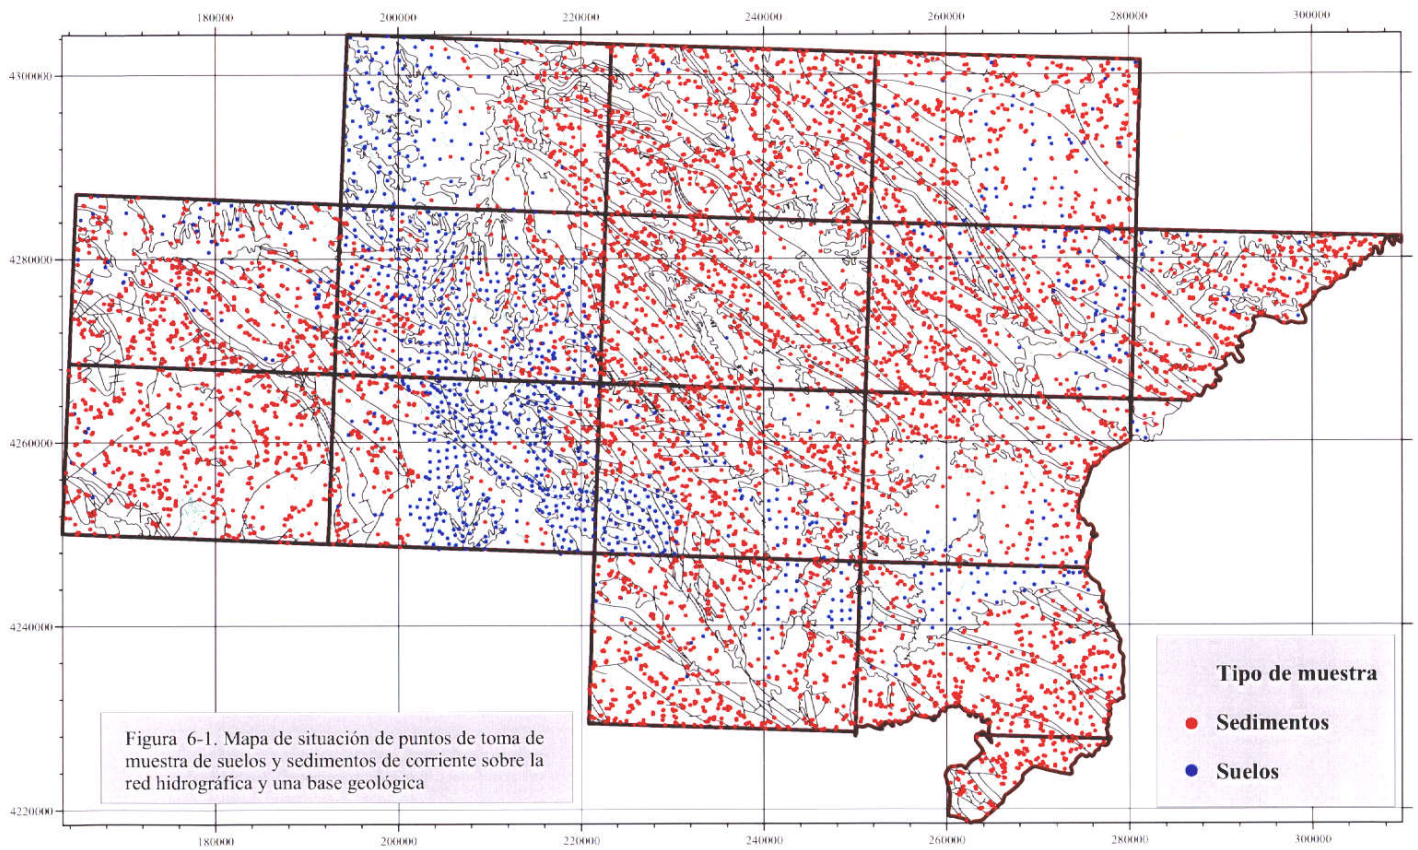 180000 200000 220000 240000 260000 280000 300000
4300000
4280000
4260000
4240000
4220000
Tipo de muestra
Sedimentos
Suelos
Figura 6-1. Mapa de situación de puntos de toma de
muestra de suelos y sedimentos de corriente sobre la
red hidrográfica y una base geológica
180000 200000 220000 240000 260000 280000 300000